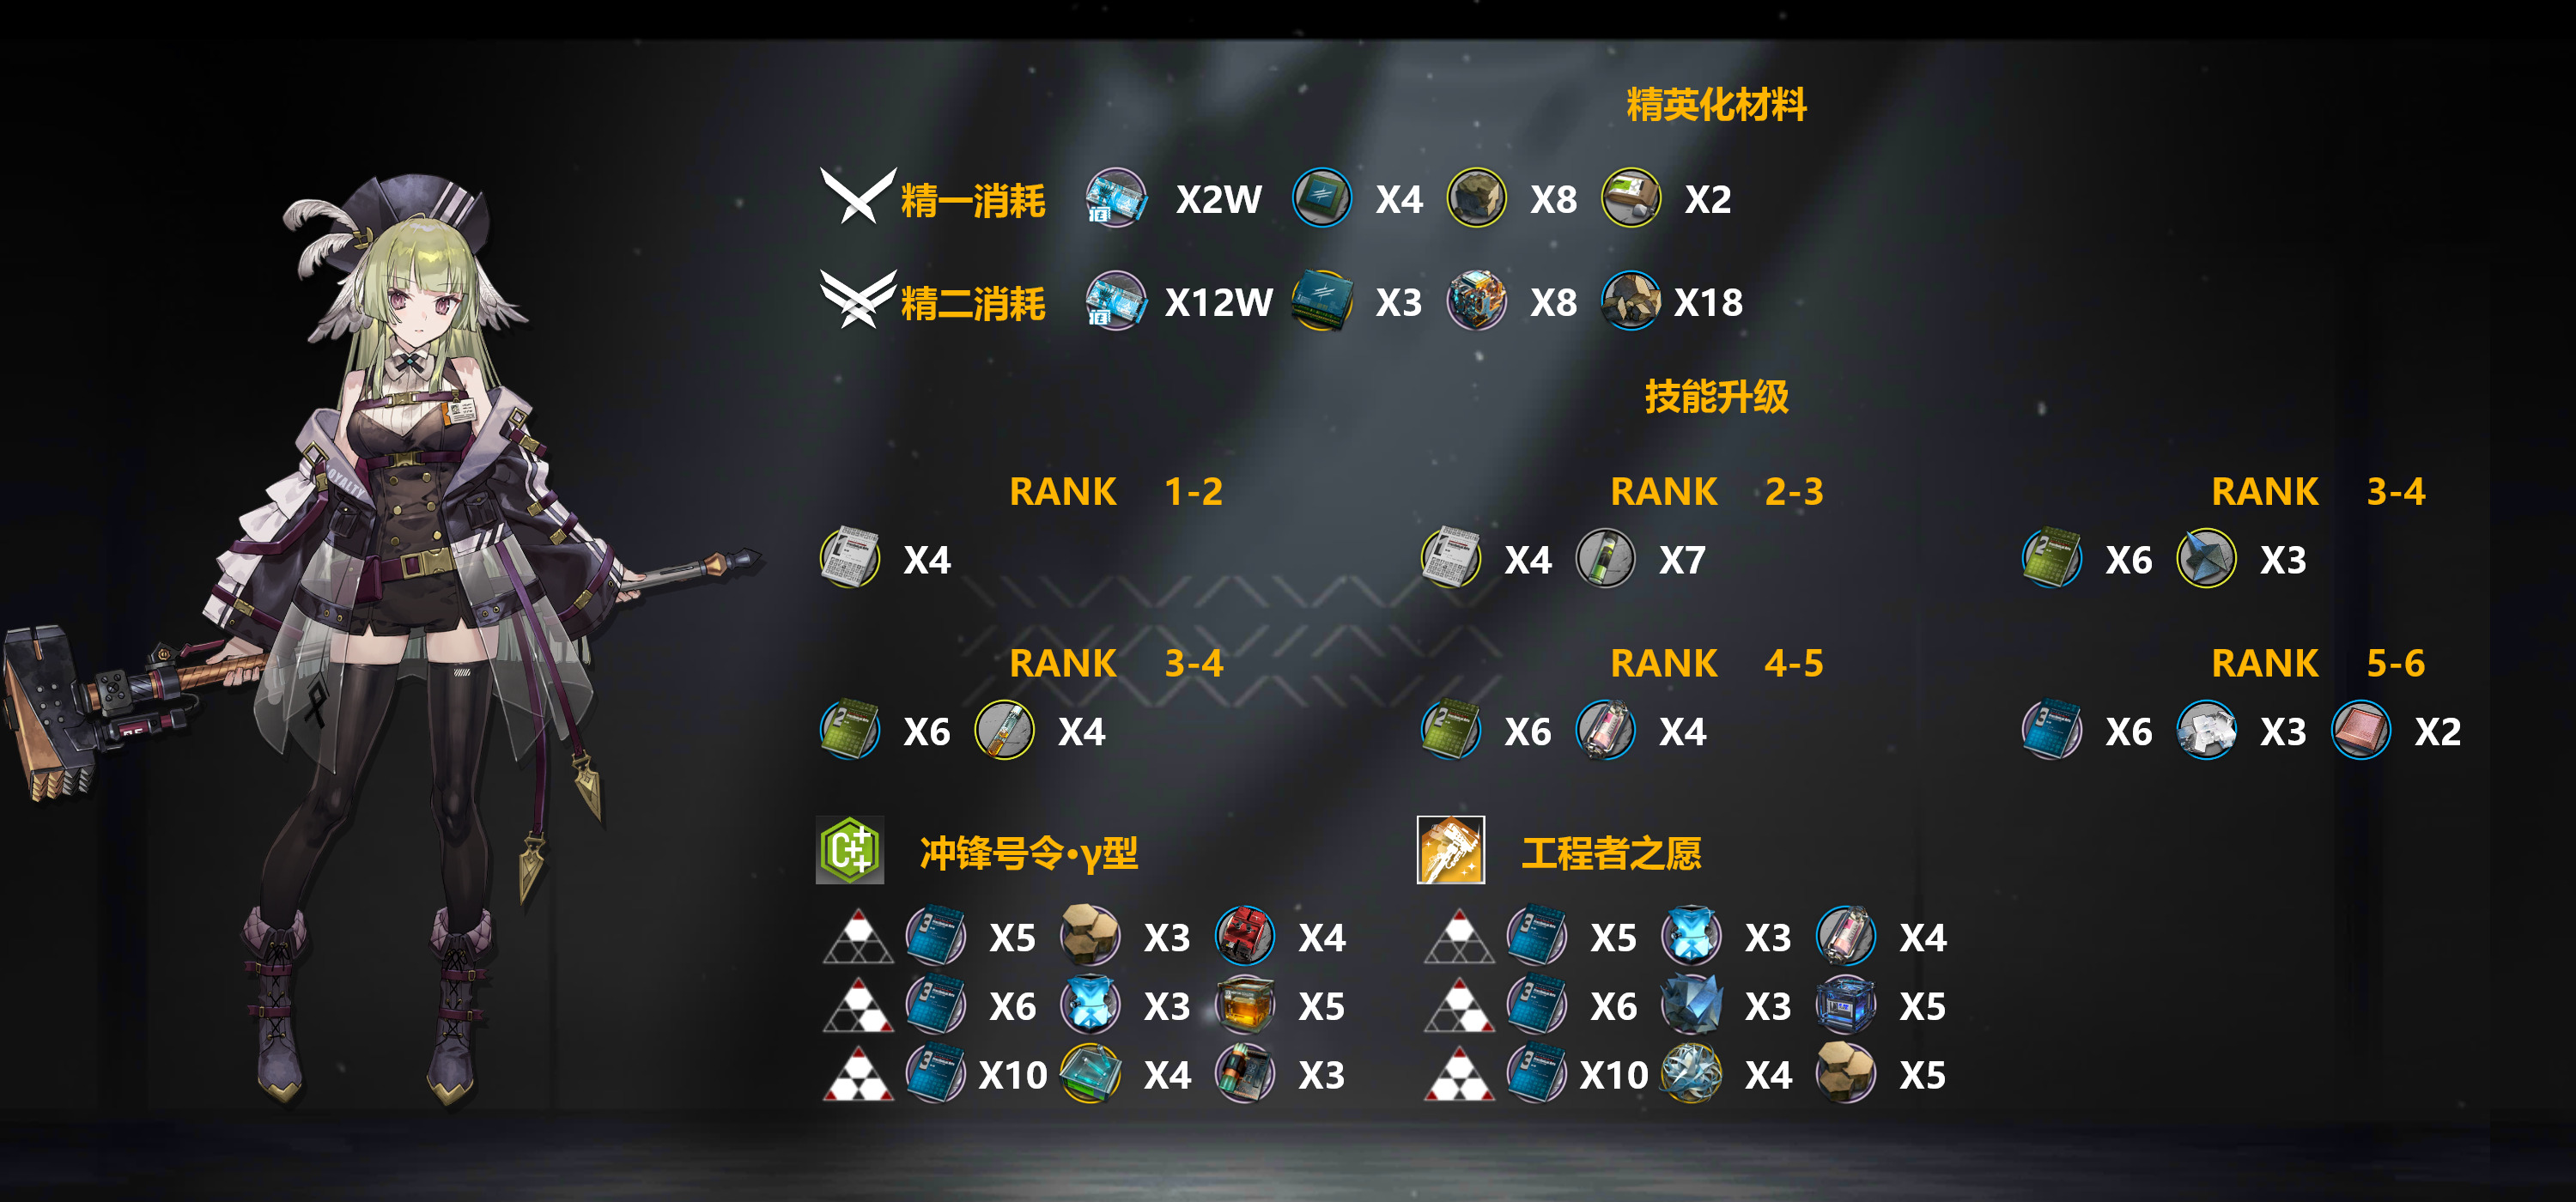 精英化材料
精一消耗 X2W X4 X8 X2
精二消耗 X12W X3 X8 X18
技能升级
RANK 1-2 RANK 2-3 RANK 3-4
X4 X4 X7 X6 X3
RANK 3-4 RANK 4-5 RANK 5-6
X6 X4 X6 X4 X6 X3 X2
C++ 冲锋号令·γ型 工程者之愿
X5 X3 X4 X5 X3 X4
X6 X3 X5 X6 X3 X5
X10 X4 X3 X10 X4 X5
LOYALTY